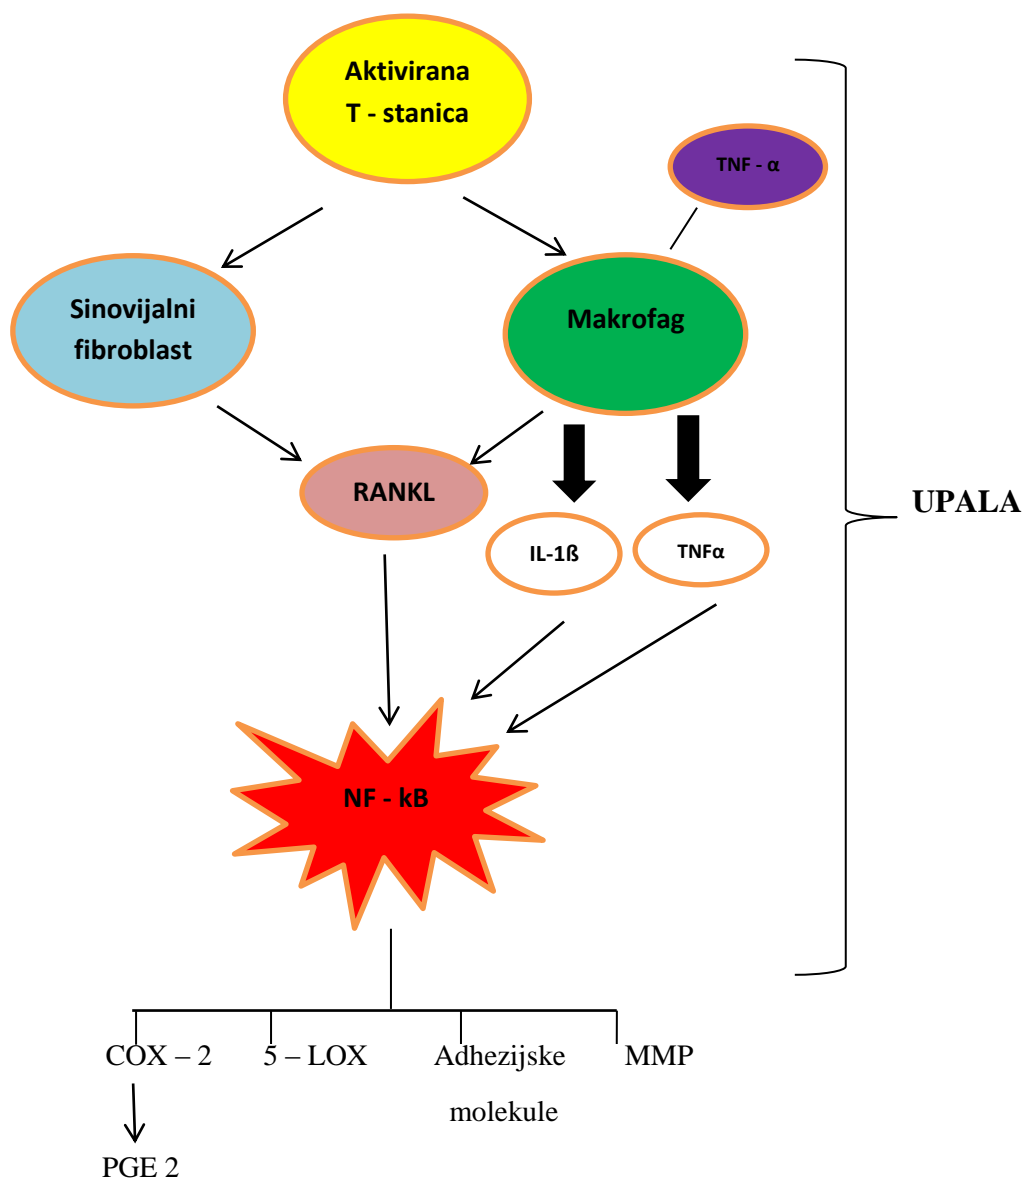 Aktivirana
T - stanica
TNF - α
Sinovijalni
fibroblast
Makrofag
RANKL
IL-1ß
TNFα
UPALA
NF - kB
COX – 2
5 – LOX
Adhezijske
molekule
MMP
PGE 2